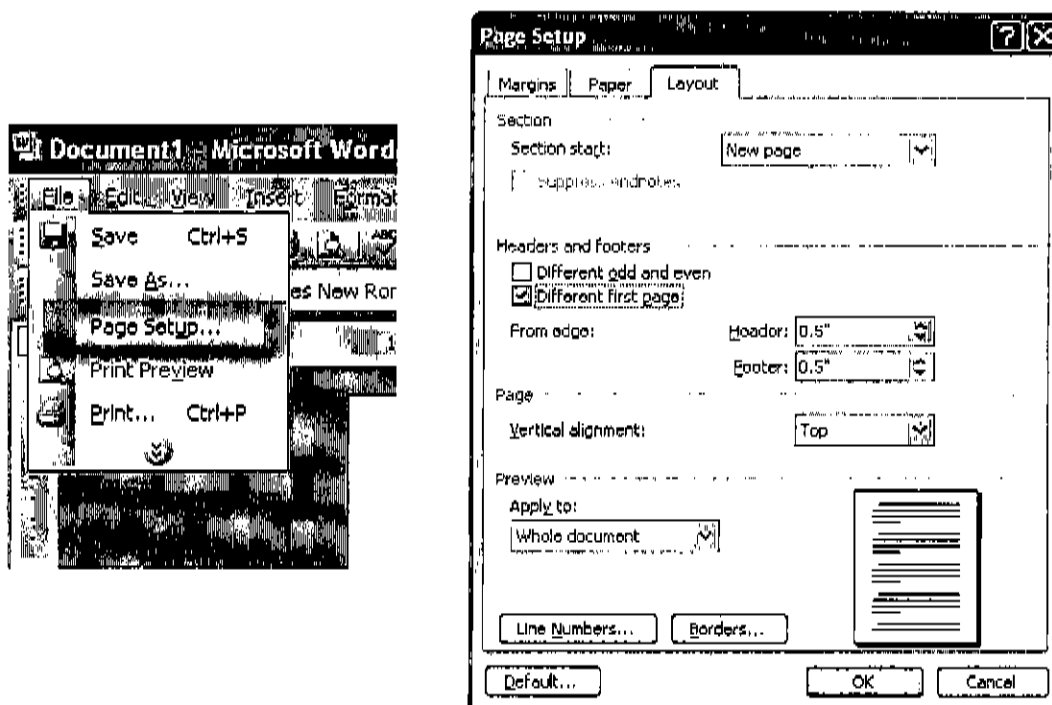 Document1 - Microsoft Word
File Edit View Insert Format
Save Ctrl+S
Save As...
es New Ror
Page Setup...
Print Preview
Print... Ctrl+P
Page Setup
Margins Paper Layout
Section
Section start: New page
Suppress endnotes
Headers and footers
Different odd and even
Different first page
From edge: Header: 0.5"
Footer: 0.5"
Page
Vertical alignment: Top
Preview
Apply to:
Whole document
Line Numbers... Borders...
Default... OK Cancel